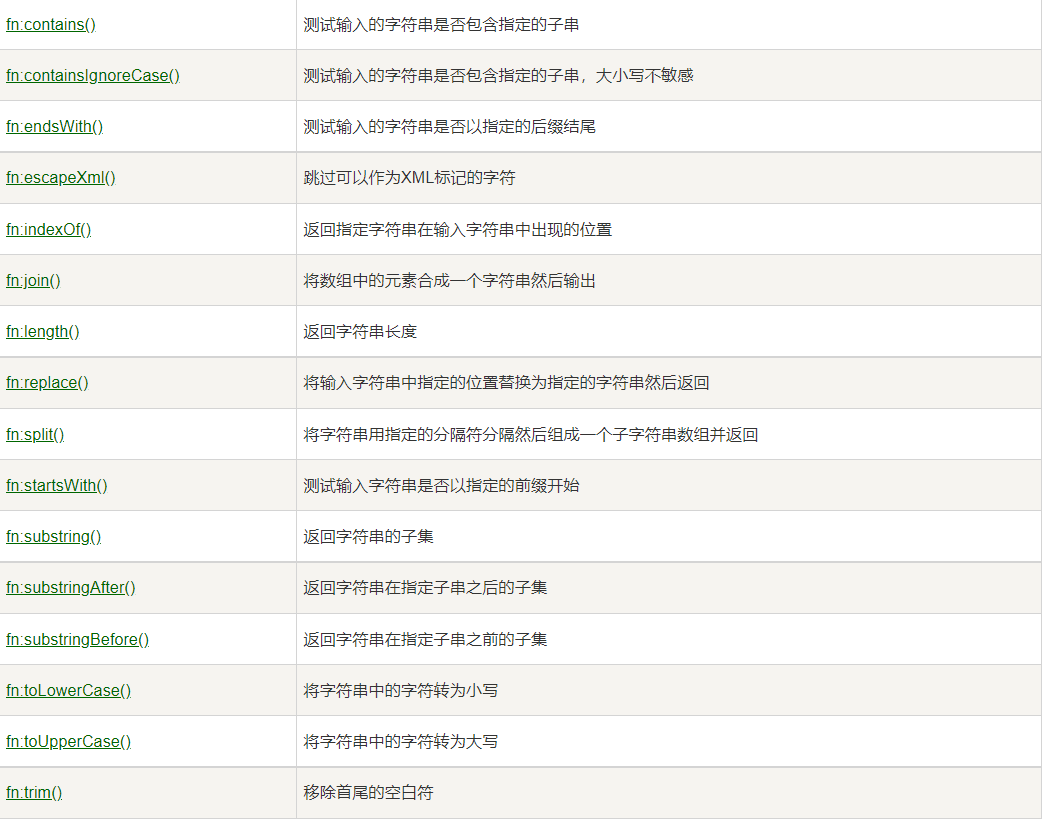 fn:contains() 测试输入的字符串是否包含指定的子串
fn:containsIgnoreCase() 测试输入的字符串是否包含指定的子串，大小写不敏感
fn:endsWith() 测试输入的字符串是否以指定的后缀结尾
fn:escapeXml() 跳过可以作为XML标记的字符
fn:indexOf() 返回指定字符串在输入字符串中出现的位置
fn:join() 将数组中的元素合成一个字符串然后输出
fn:length() 返回字符串长度
fn:replace() 将输入字符串中指定的位置替换为指定的字符串然后返回
fn:split() 将字符串用指定的分隔符分隔然后组成一个子字符串数组并返回
fn:startsWith() 测试输入字符串是否以指定的前缀开始
fn:substring() 返回字符串的子集
fn:substringAfter() 返回字符串在指定子串之后的子集
fn:substringBefore() 返回字符串在指定子串之前的子集
fn:toLowerCase() 将字符串中的字符转为小写
fn:toUpperCase() 将字符串中的字符转为大写
fn:trim() 移除首尾的空白符